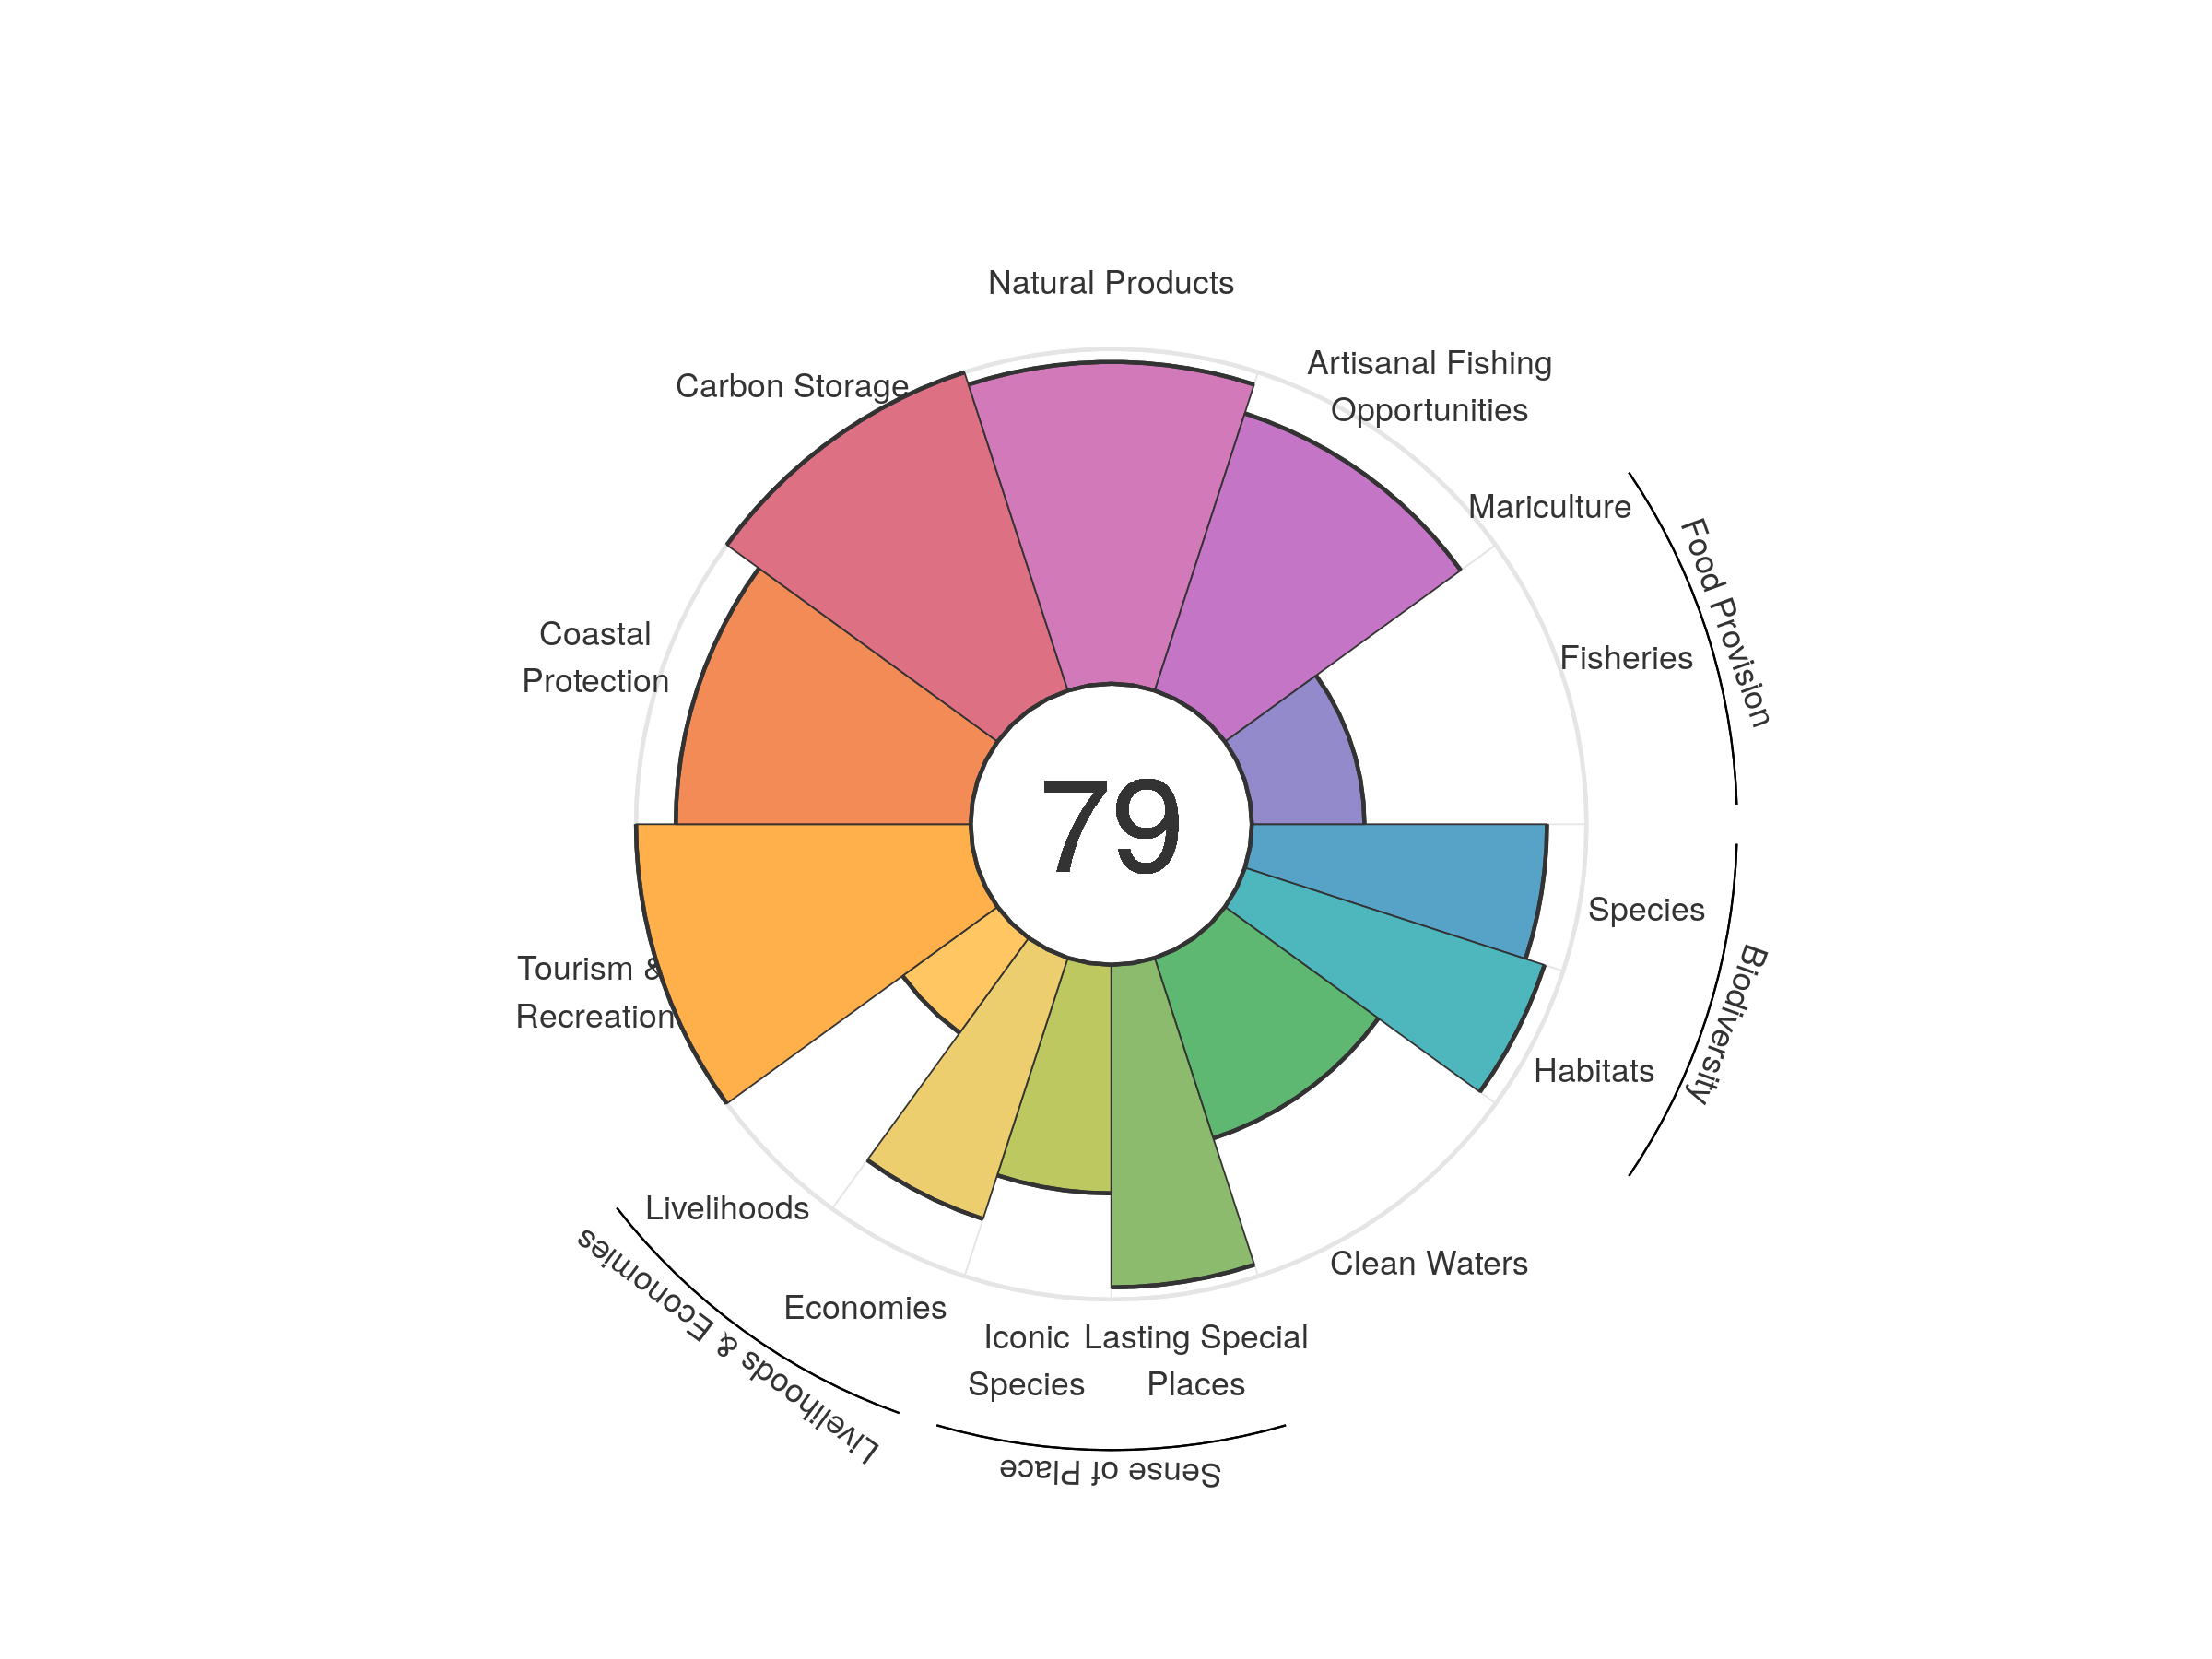 Natural Products
Artisanal Fishing
Opportunities
Carbon Storage
Mariculture
Food Provision
Coastal
Protection
Fisheries
79
Species
Biodiversity
Tourism &
Recreation
Habitats
Livelihoods
Livelihoods & Economies
Clean Waters
Economies
Iconic
Species
Lasting Special
Places
Sense of Place